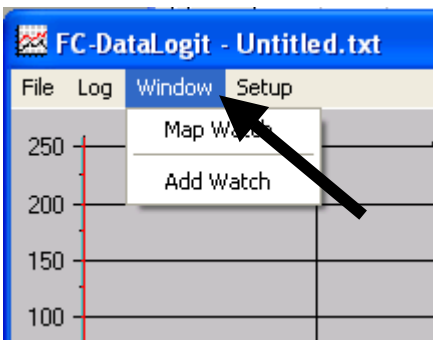 FC-DataLogit - Untitled.txt
File Log Window Setup
Map Watch
Add Watch
250
200
150
100